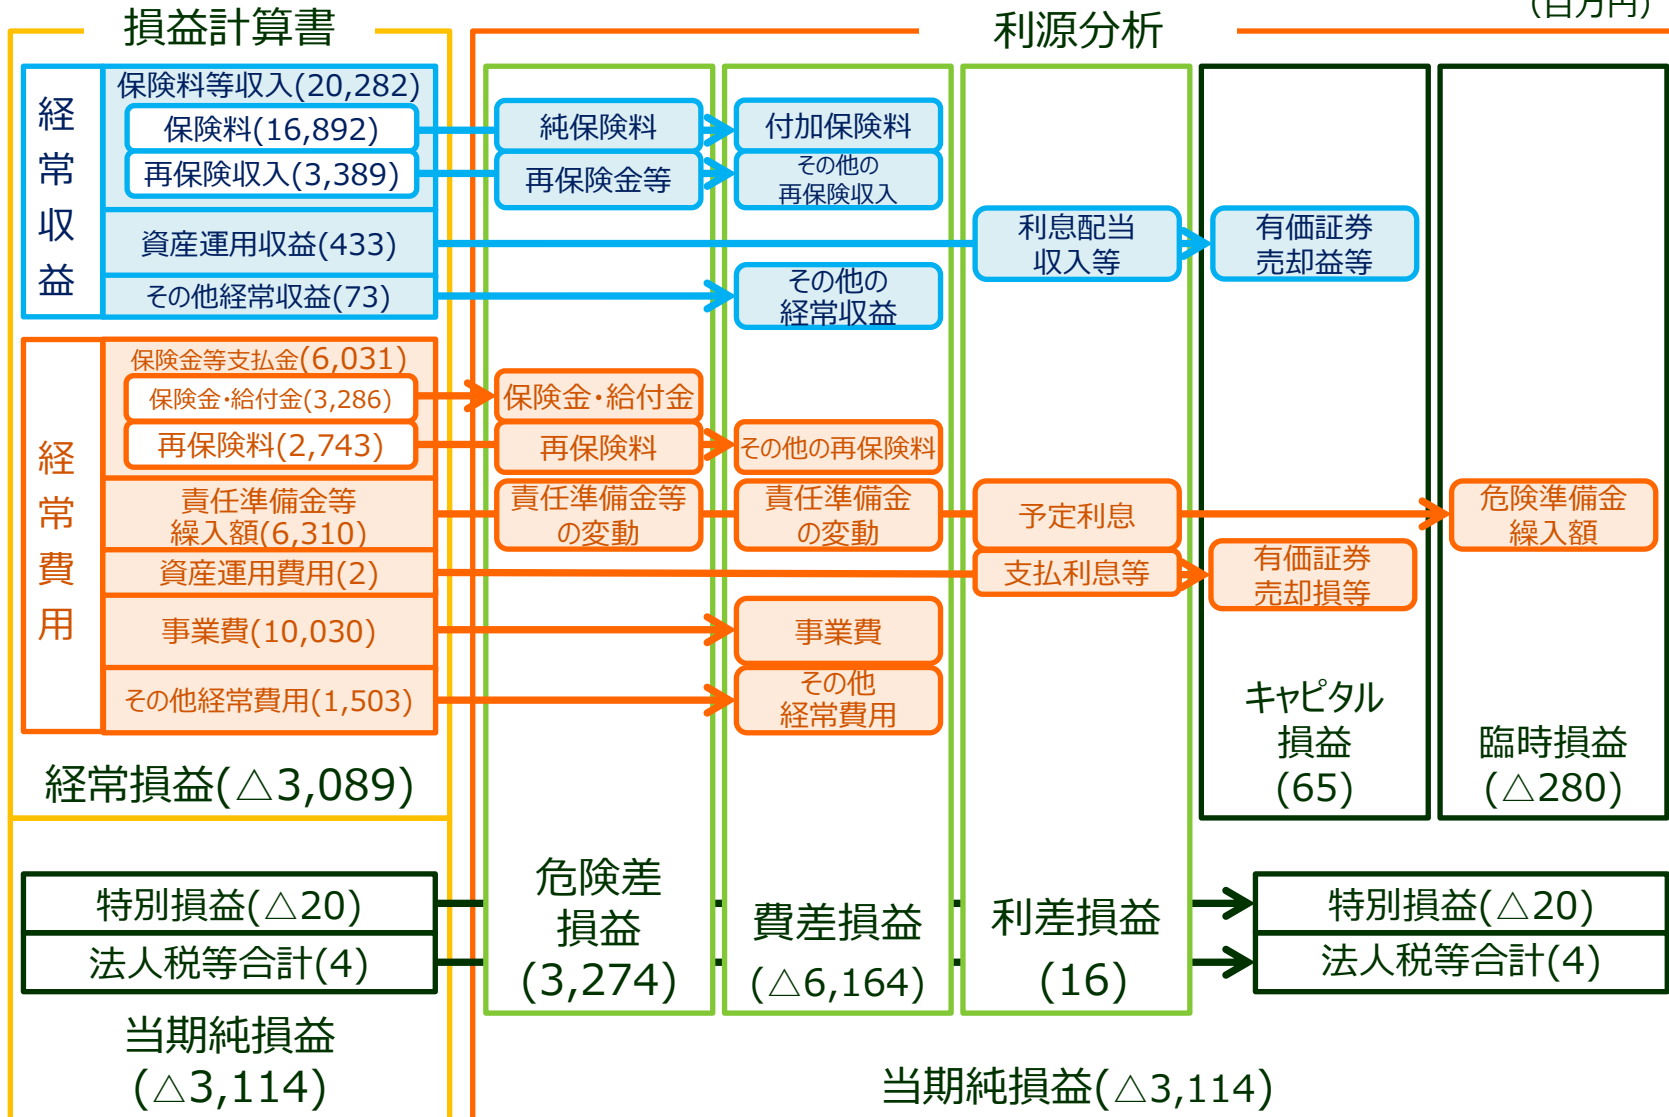 損益計算書
利源分析
(百万円)
経
常
収
益
保険料等収入(20,282)
保険料(16,892)
再保険収入(3,389)
資産運用収益(433)
その他経常収益(73)
純保険料
再保険金等
付加保険料
その他の
再保険収入
その他の
経常収益
利息配当
収入等
有価証券
売却益等
経
常
費
用
保険金等支払金(6,031)
保険金・給付金(3,286)
再保険料(2,743)
責任準備金等
繰入額(6,310)
資産運用費用(2)
事業費(10,030)
その他経常費用(1,503)
保険金・給付金
再保険料
責任準備金等
の変動
その他の再保険料
責任準備金
の変動
事業費
その他
経常費用
予定利息
支払利息等
有価証券
売却損等
危険準備金
繰入額
経常損益(△3,089)
キャピタル
損益
(65)
臨時損益
(△280)
特別損益(△20)
法人税等合計(4)
危険差
損益
(3,274)
費差損益
(△6,164)
利差損益
(16)
特別損益(△20)
法人税等合計(4)
当期純損益
(△3,114)
当期純損益(△3,114)